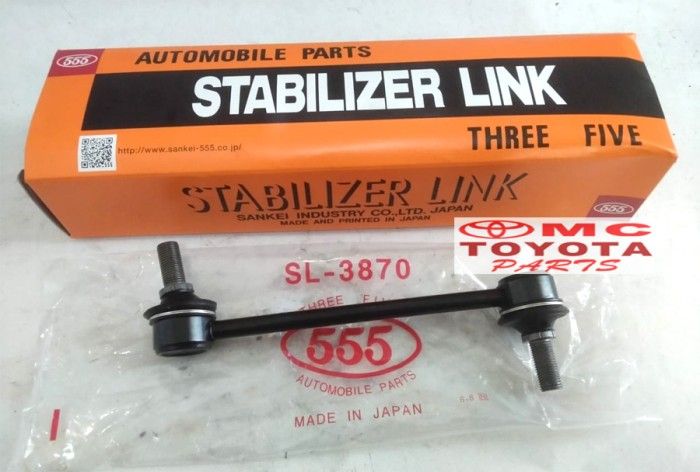 555
AUTOMOBILE PARTS
STABILIZER LINK
THREE FIVE
http://www.sankei-555.co.jp/
STABILIZER LINK
SANKEI INDUSTRY CO.,LTD. JAPAN
MADE AND PRINTED IN JAPAN
555
MC
TOYOTA
PARTS
SL-3870
THREE FIVE
555
AUTOMOBILE PARTS
MADE IN JAPAN